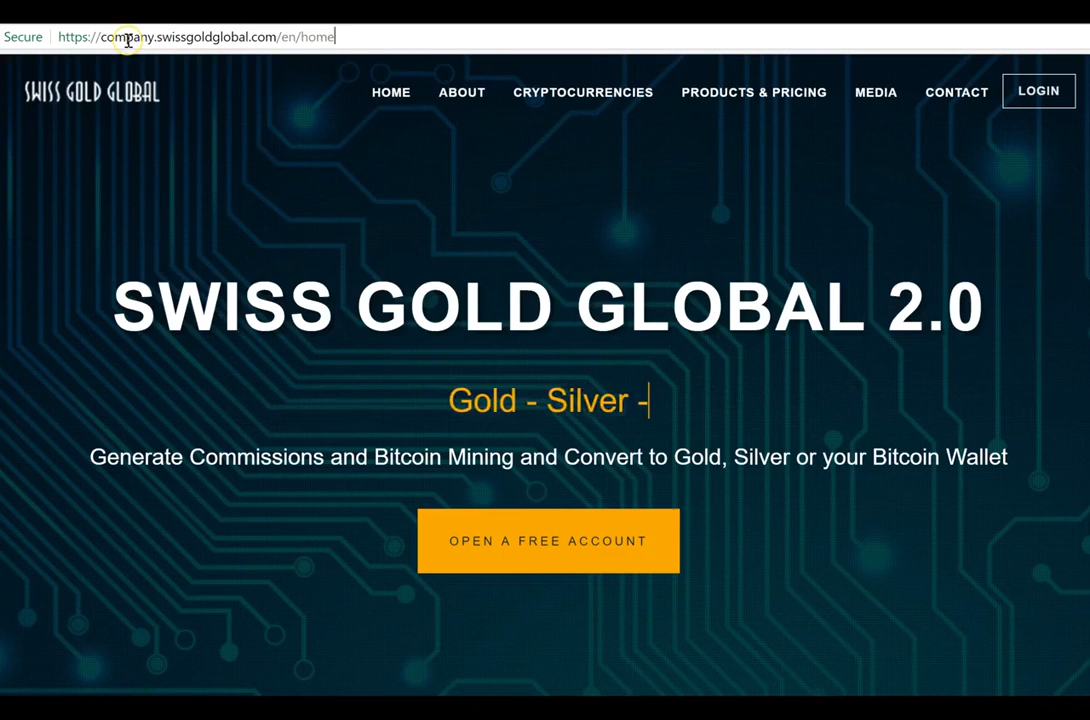 Secure https://company.swissgoldglobal.com/en/home
SWISS GOLD GLOBAL HOME ABOUT CRYPTOCURRENCIES PRODUCTS & PRICING MEDIA CONTACT LOGIN
SWISS GOLD GLOBAL 2.0
Gold - Silver -
Generate Commissions and Bitcoin Mining and Convert to Gold, Silver or your Bitcoin Wallet
OPEN A FREE ACCOUNT